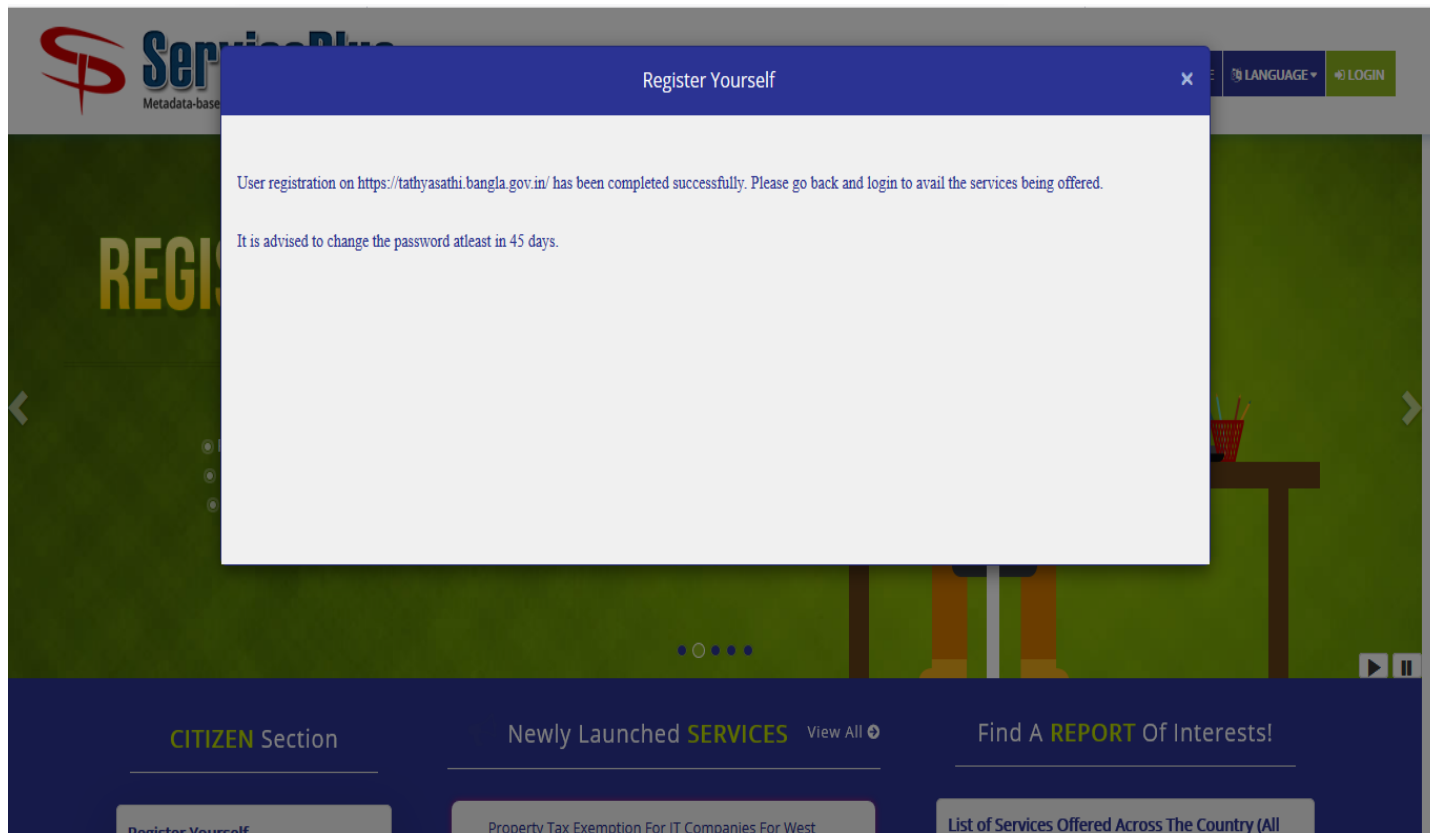 Metadata-base
Register Yourself
×
LANGUAGE
LOGIN
User registration on https://tathyasathi.bangla.gov.in/ has been completed successfully. Please go back and login to avail the services being offered.
It is advised to change the password atleast in 45 days.
CITIZEN Section
Newly Launched SERVICES View All
Find A REPORT Of Interests!
Register Yourself
Property Tax Exemption For IT Companies For West
List of Services Offered Across The Country (All